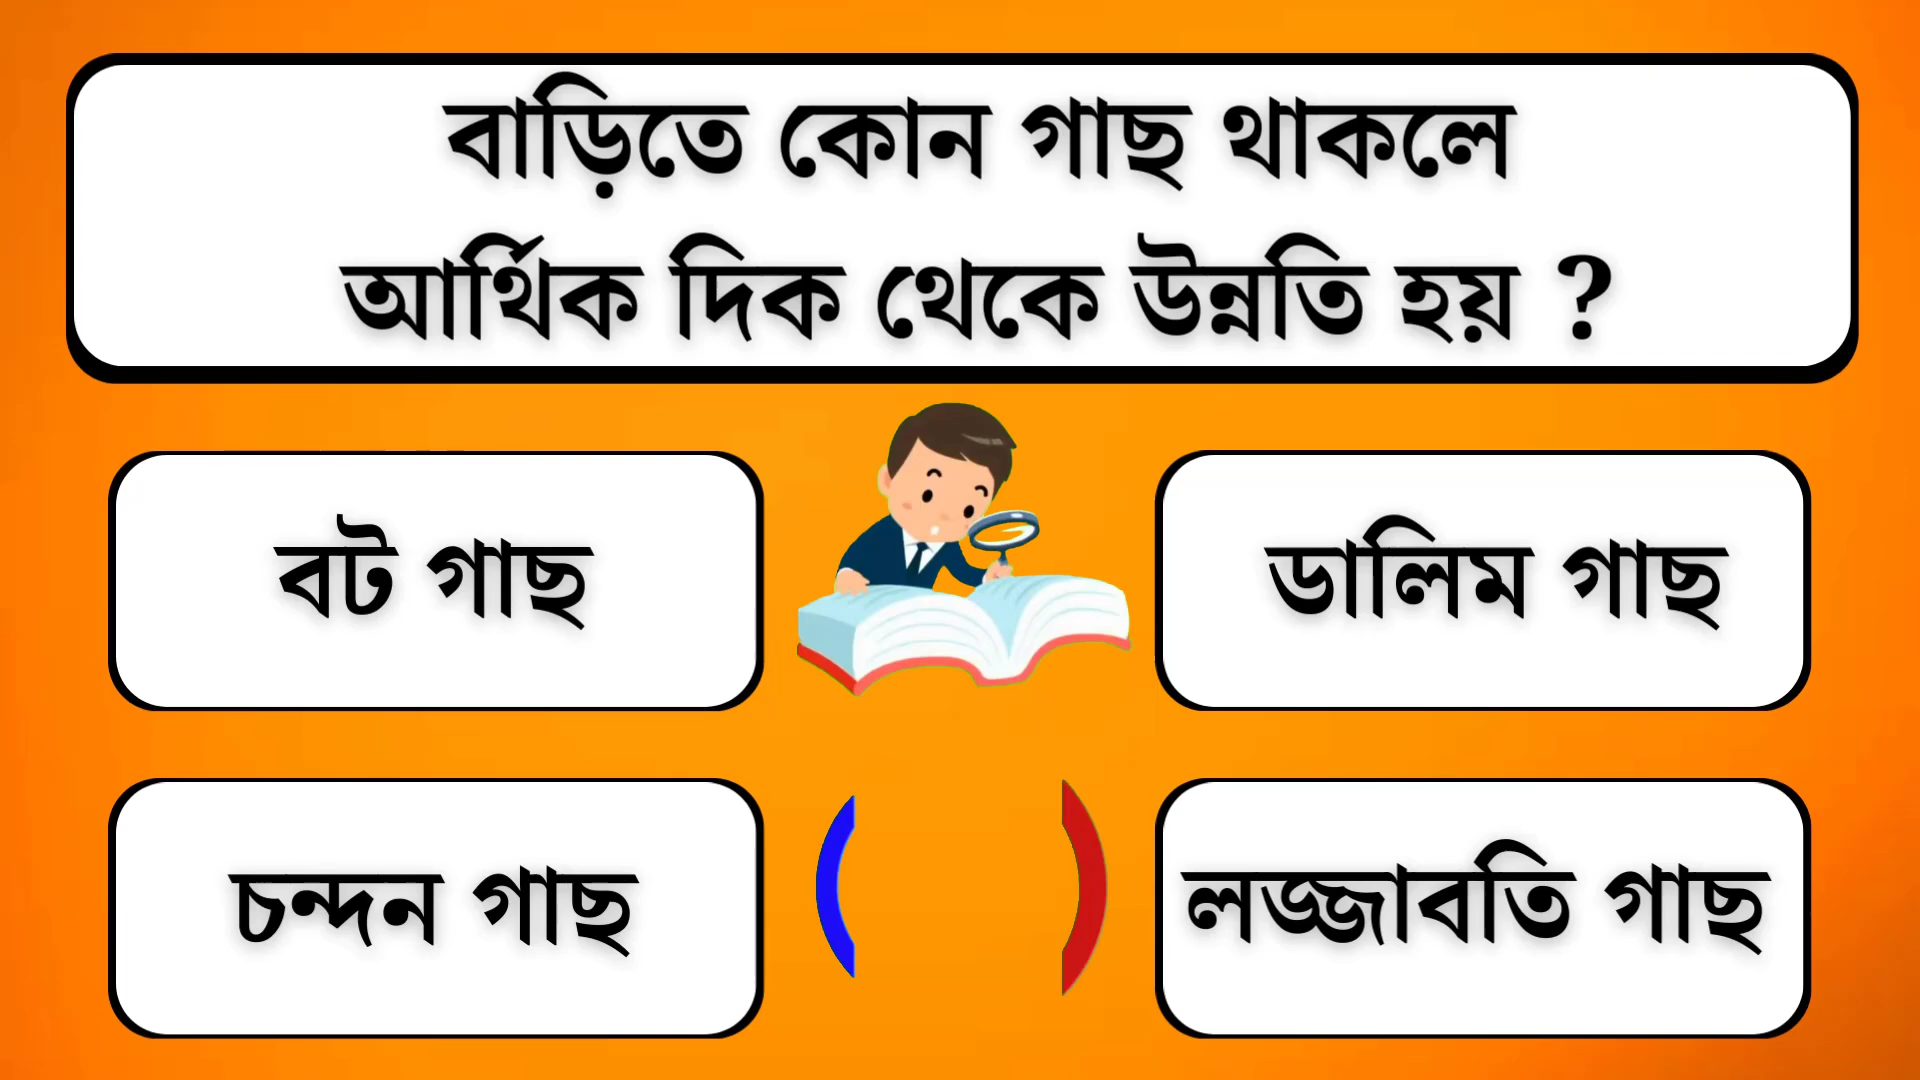 বাড়িতে কোন গাছ থাকলে
আর্থিক দিক থেকে উন্নতি হয় ?
বট গাছ
ডালিম গাছ
চন্দন গাছ
লজ্জাবতি গাছ